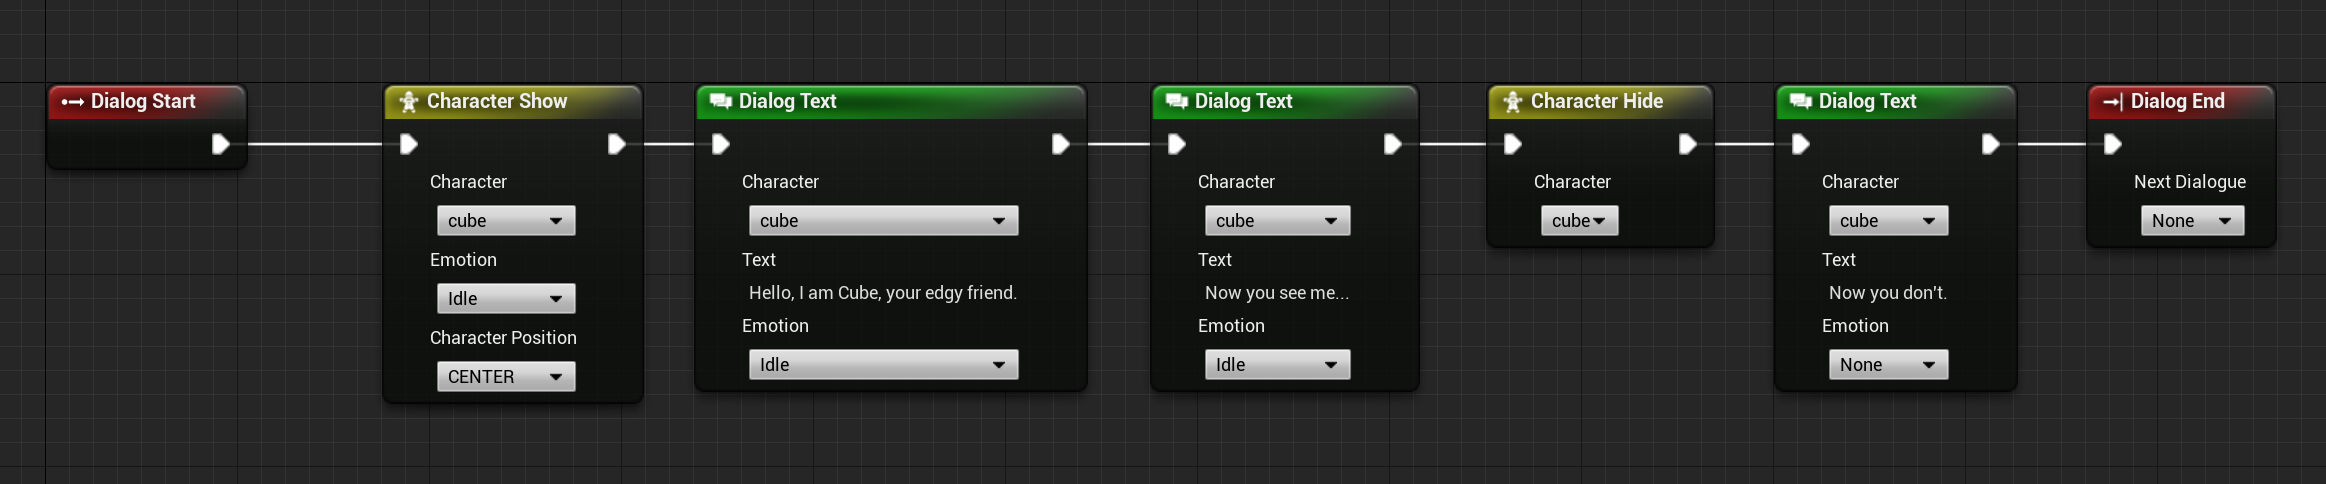 Dialog Start
Character Show
Character
cube
Emotion
Idle
Character Position
CENTER
Dialog Text
Character
cube
Text
Hello, I am Cube, your edgy friend.
Emotion
Idle
Dialog Text
Character
cube
Text
Now you see me...
Emotion
Idle
Character Hide
Character
cube
Dialog Text
Character
cube
Text
Now you don't.
Emotion
None
Dialog End
Next Dialogue
None